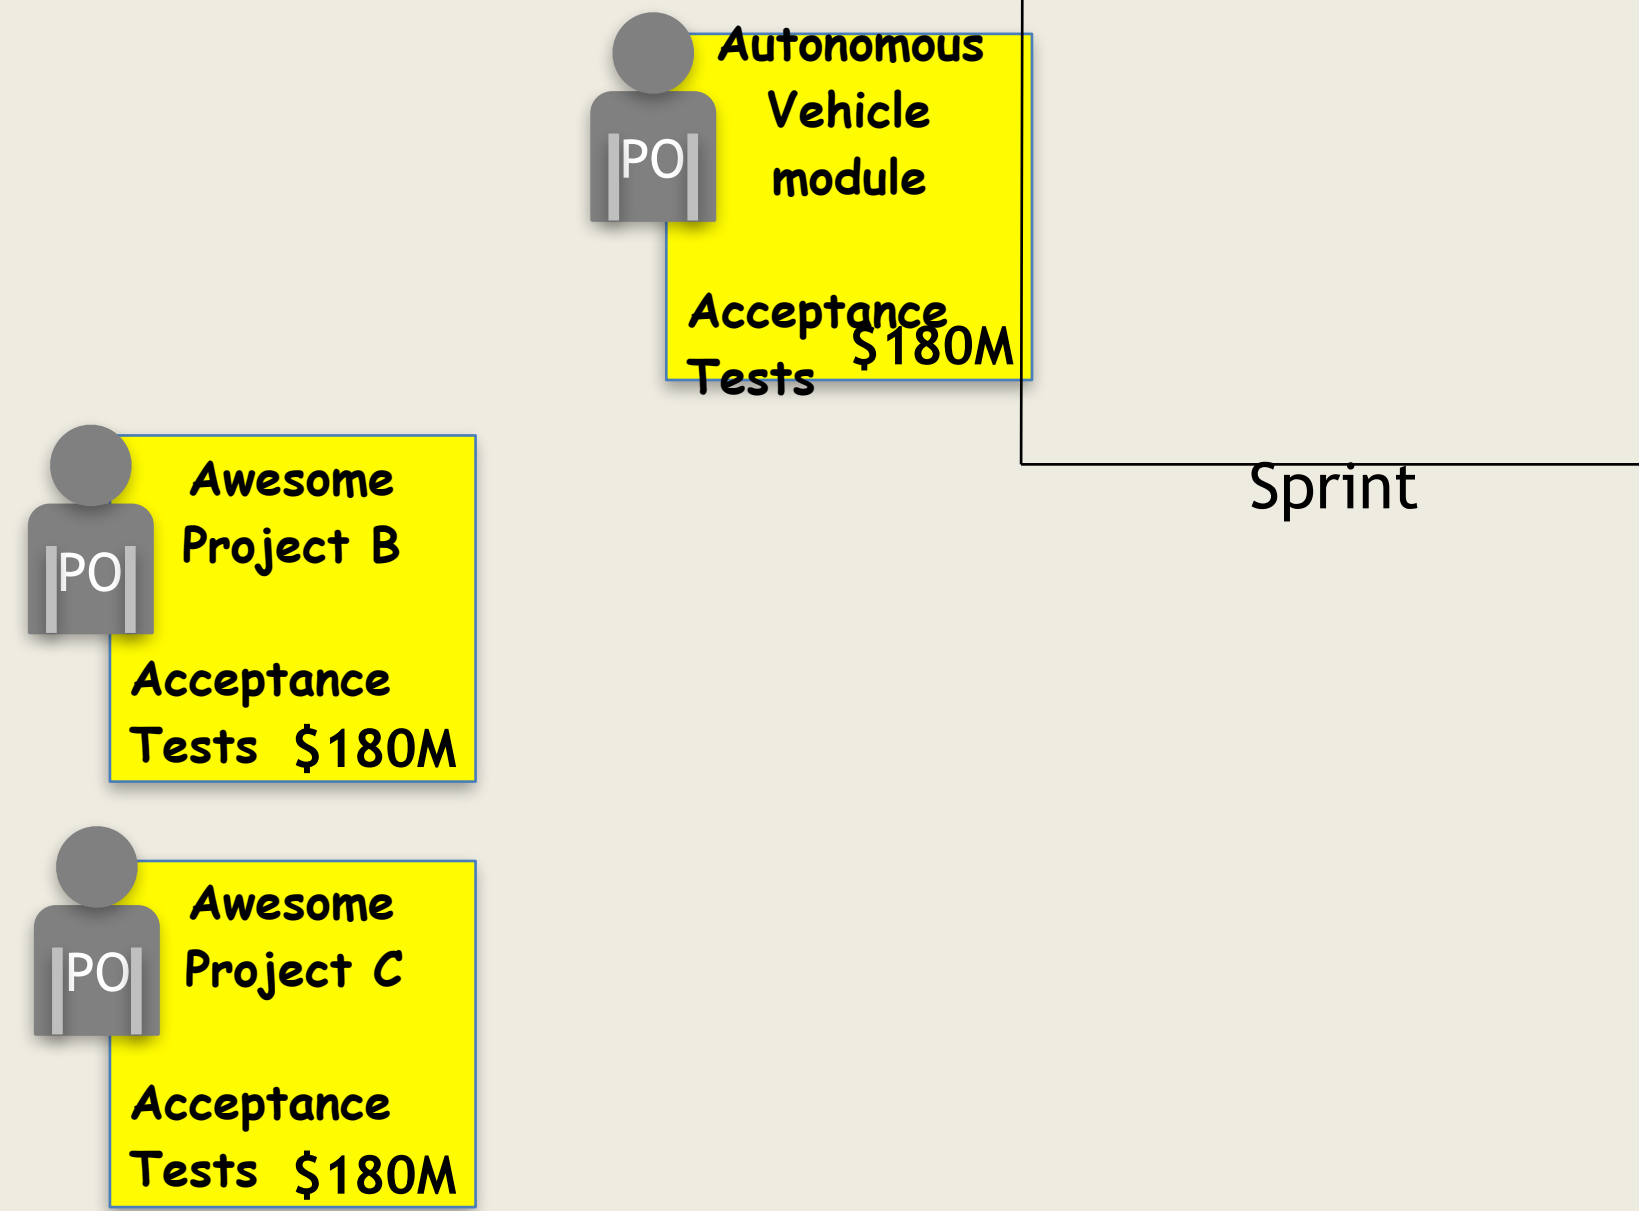 Autonomous
Vehicle
module
PO
Acceptance
Tests
$180M
Sprint
Awesome
Project B
PO
Acceptance
Tests $180M
Awesome
Project C
PO
Acceptance
Tests $180M